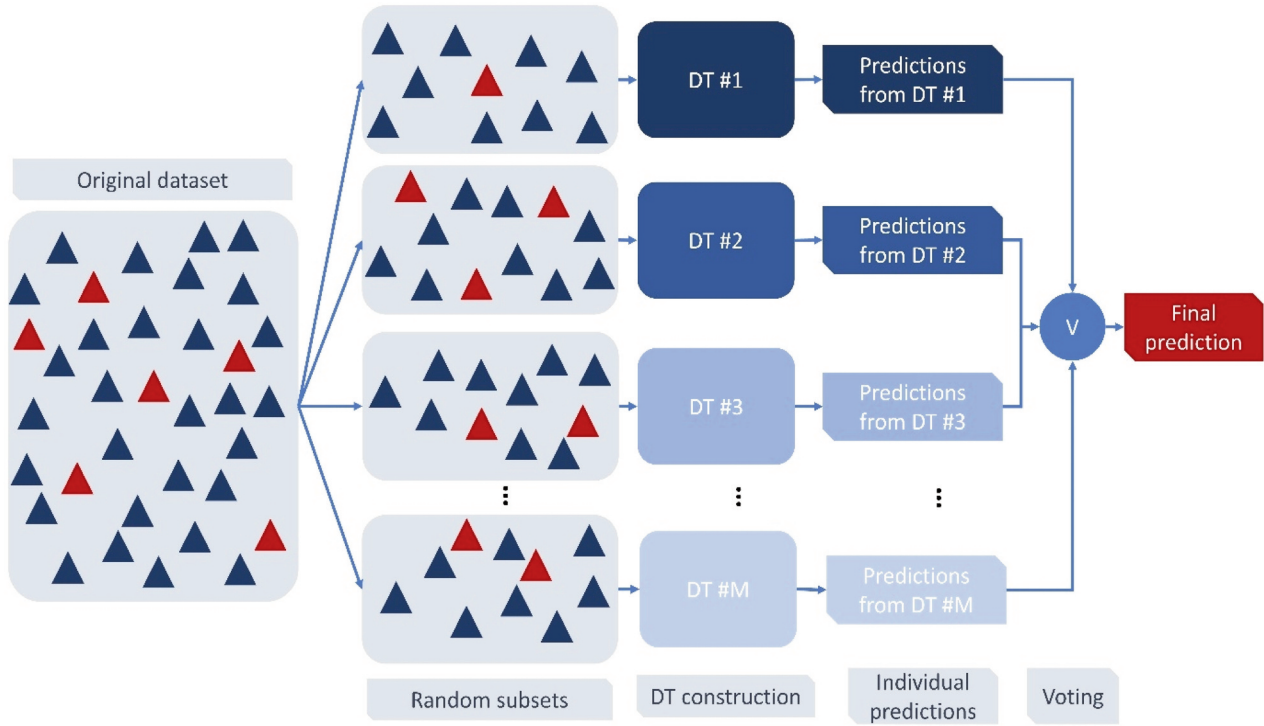 Original dataset
DT #1
Predictions
from DT #1
DT #2
Predictions
from DT #2
V
Final
prediction
DT #3
Predictions
from DT #3
DT #M
Predictions
from DT #M
Random subsets
DT construction
Individual
predictions
Voting